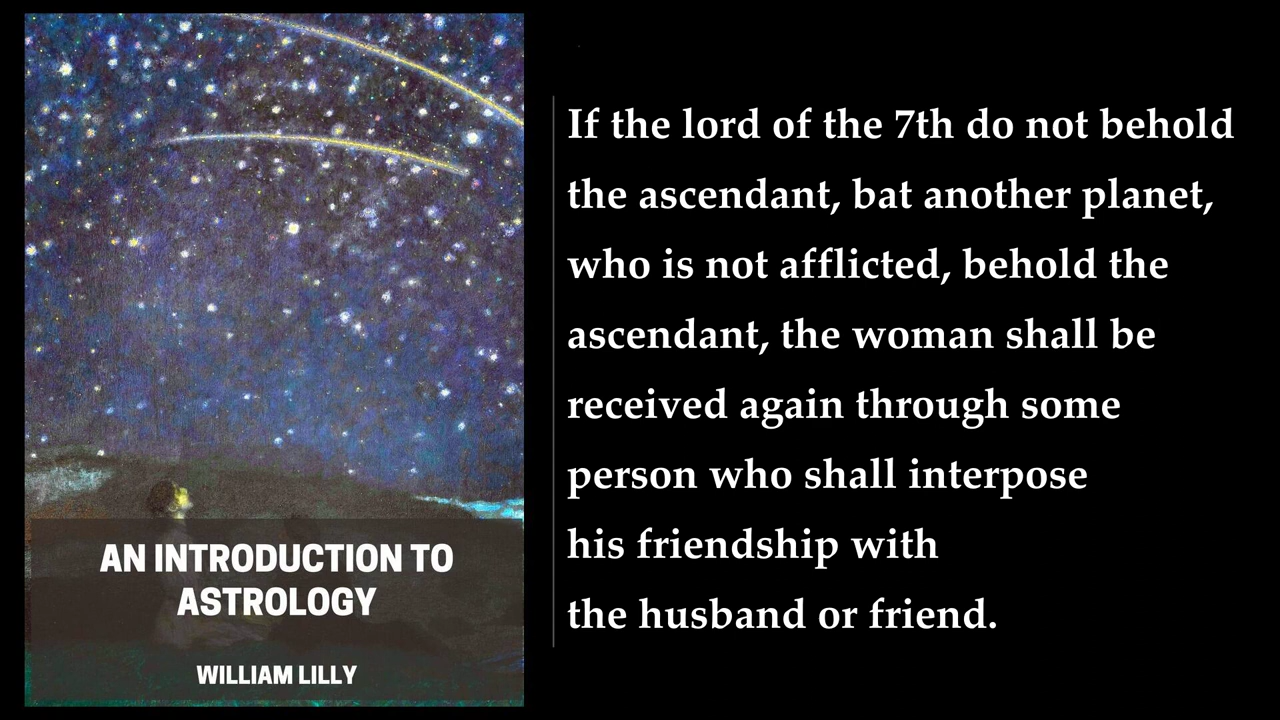 AN INTRODUCTION TO
ASTROLOGY
WILLIAM LILLY
If the lord of the 7th do not behold
the ascendant, bat another planet,
who is not afflicted, behold the
ascendant, the woman shall be
received again through some
person who shall interpose
his friendship with
the husband or friend.